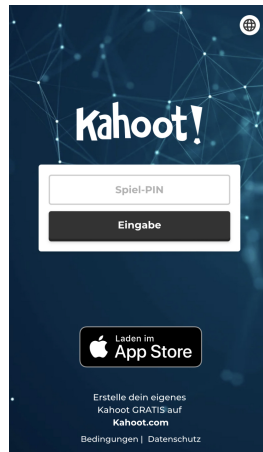 Kahoot!
Spiel-PIN
Eingabe
Laden im
App Store
Erstelle dein eigenes
Kahoot GRATIS auf
Kahoot.com
Bedingungen | Datenschutz